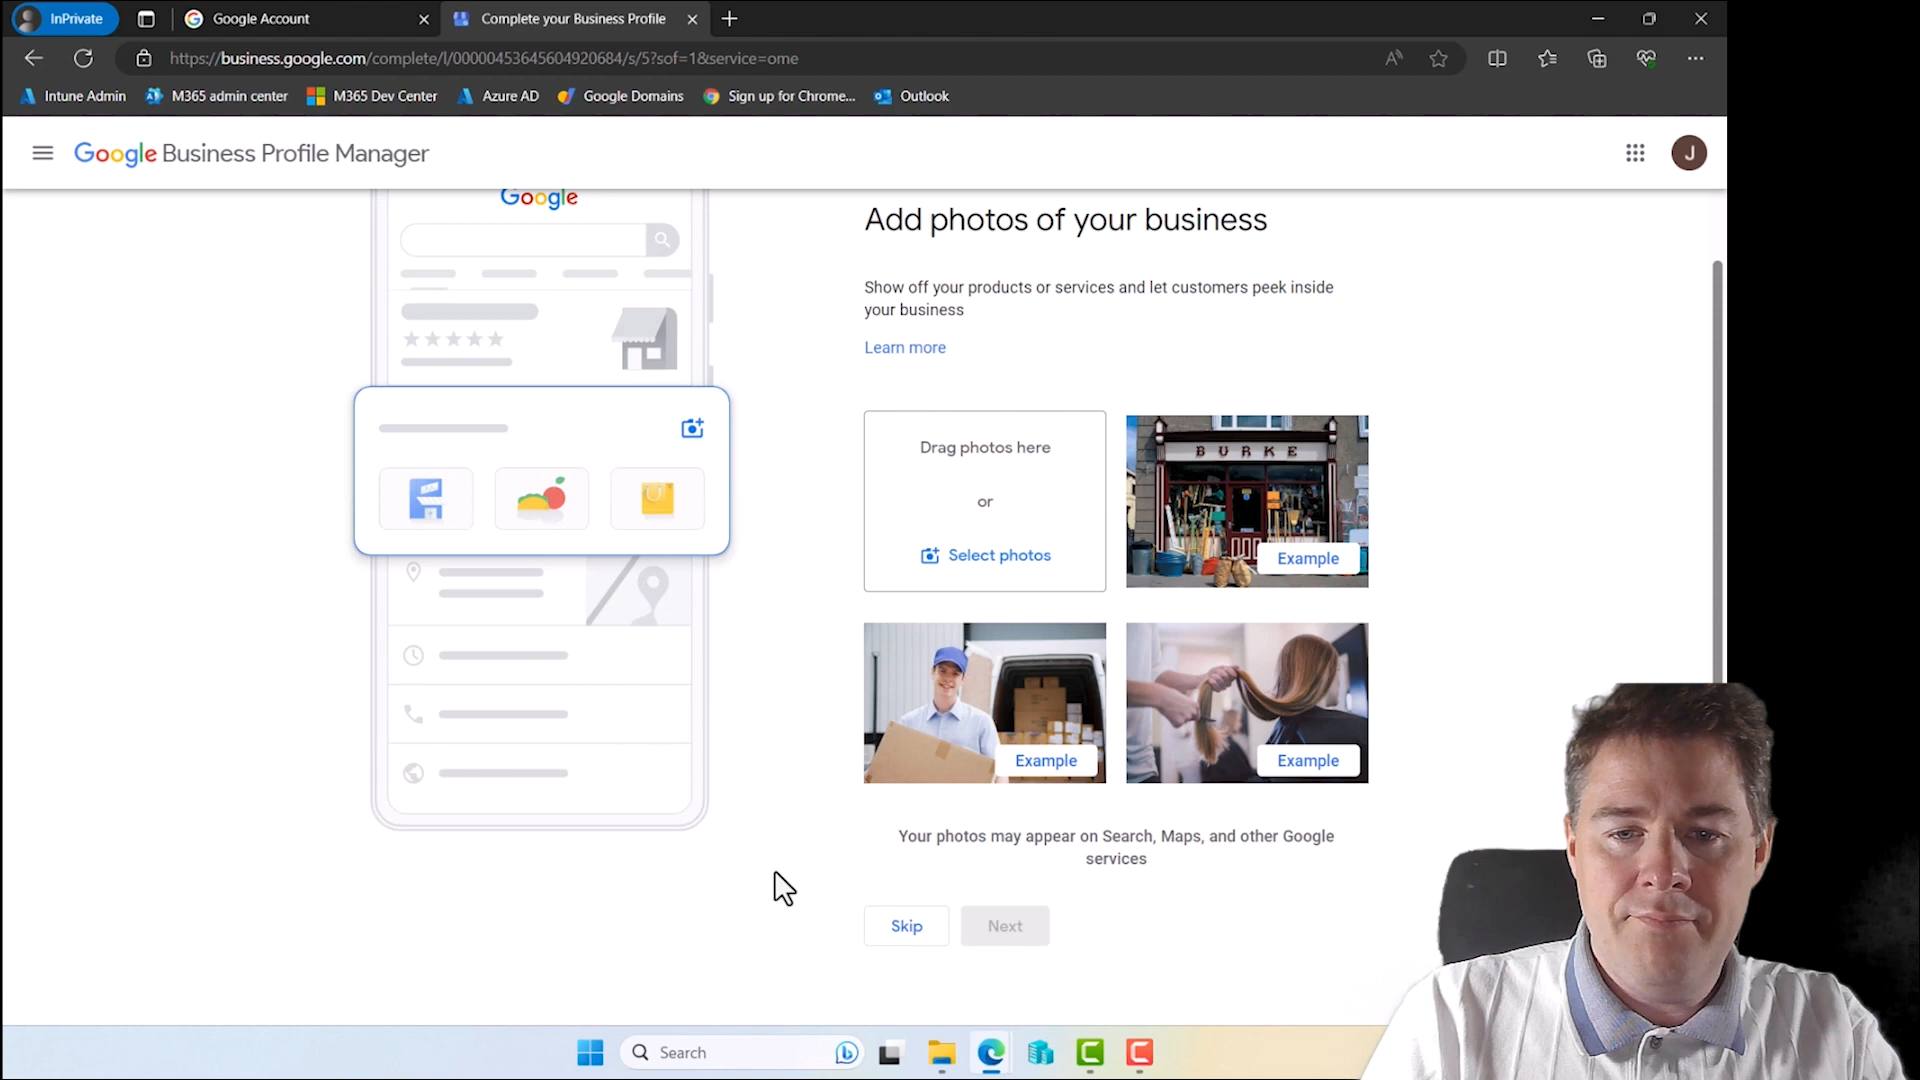 InPrivate
Google Account
Complete your Business Profile
https://business.google.com/complete/l/00000453645604920684/s/5?sof=1&service=ome
Intune Admin
M365 admin center
M365 Dev Center
Azure AD
Google Domains
Sign up for Chrome...
Outlook
Google Business Profile Manager
J
Google
Add photos of your business
Show off your products or services and let customers peek inside
your business
Learn more
Drag photos here
or
Select photos
BURKE
Example
Example
Example
Your photos may appear on Search, Maps, and other Google
services
Skip
Next
Search